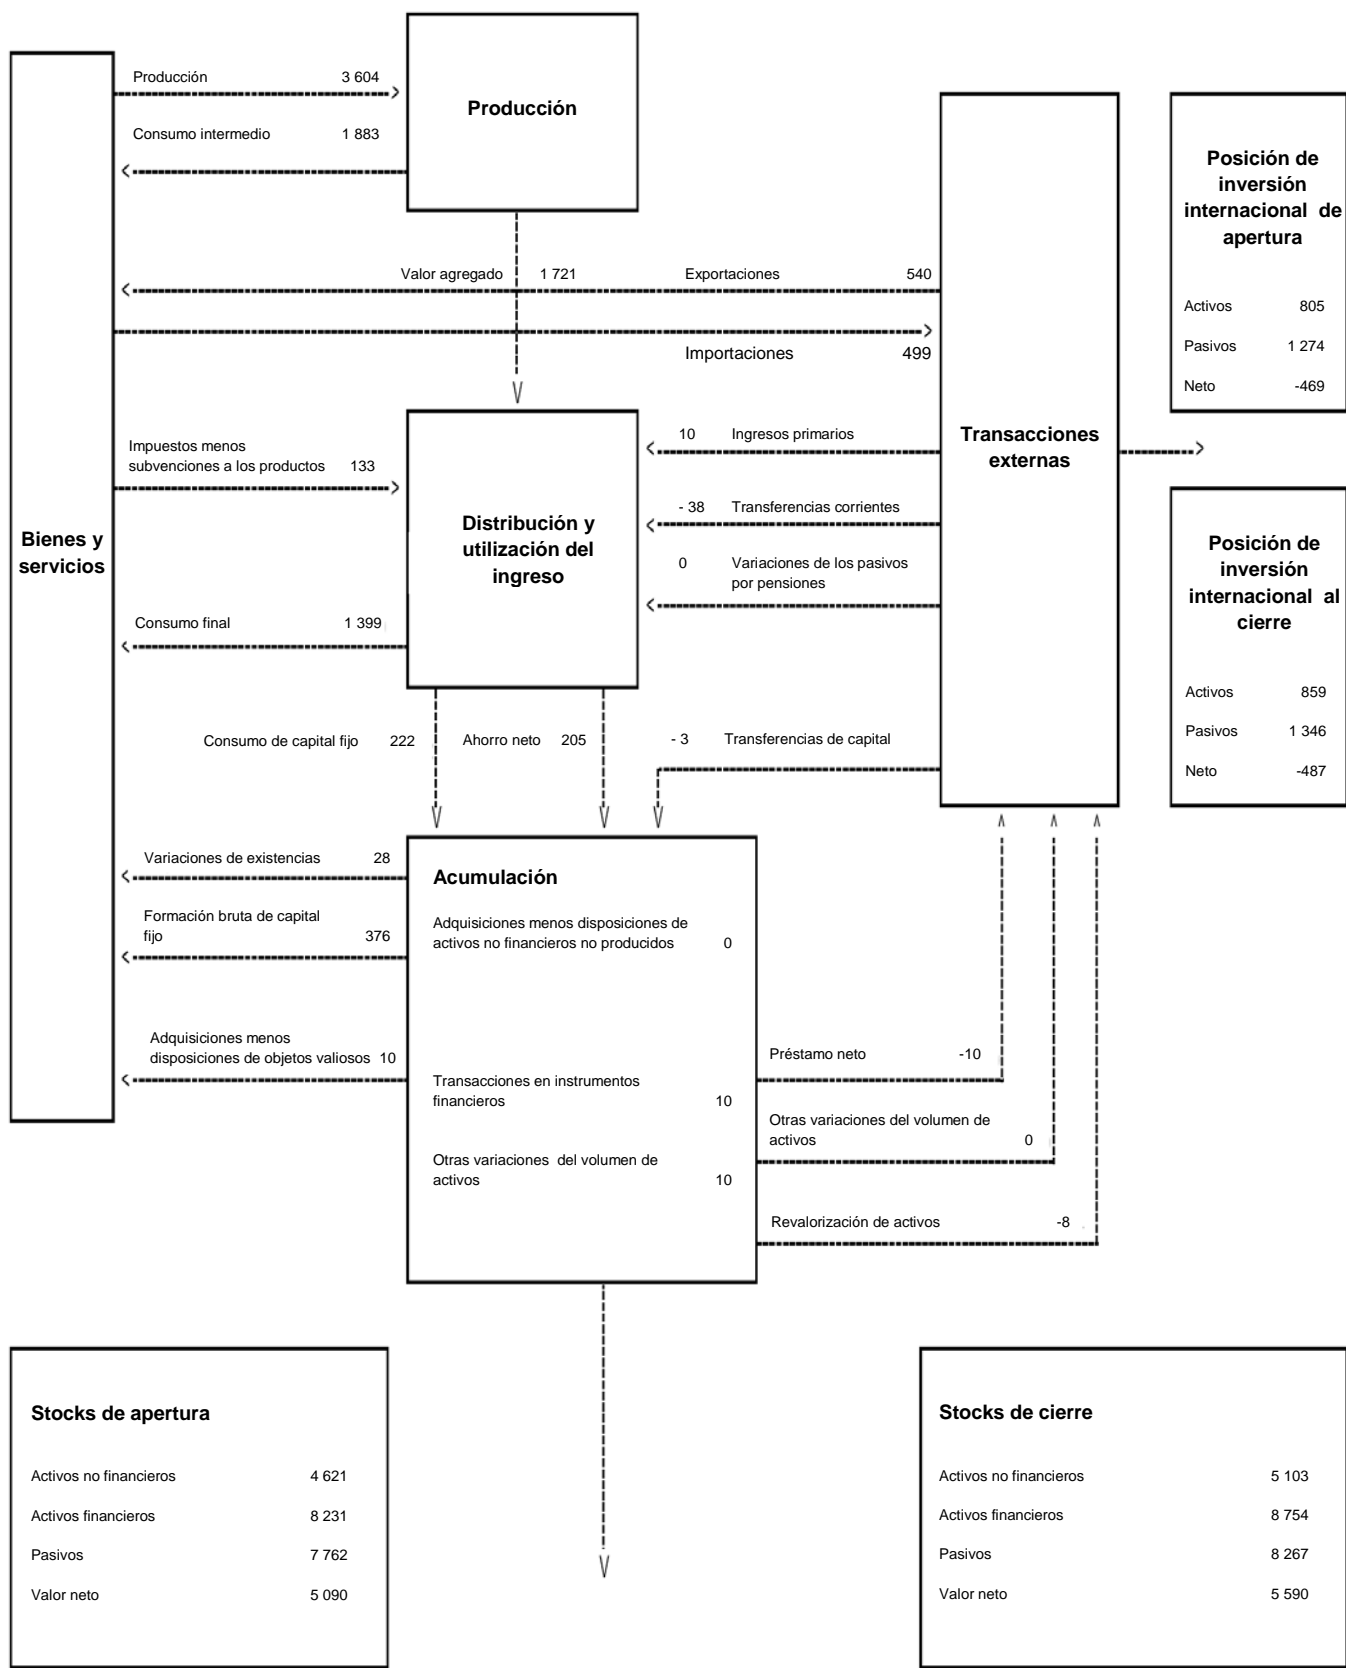 Producción 3 604
Producción
Consumo intermedio 1 883
Posición de
inversión
internacional de
apertura
Valor agregado 1 721
Exportaciones 540
Activos 805
Importaciones 499
Pasivos 1 274
Neto -469
Impuestos menos
subvenciones a los productos 133
10 Ingresos primarios
Transacciones
externas
- 38 Transferencias corrientes
Bienes y
servicios
Distribución y
utilización del
ingreso
0 Variaciones de los pasivos
por pensiones
Posición de
inversión
internacional al
cierre
Consumo final 1 399
Activos 859
Pasivos 1 346
Neto -487
Consumo de capital fijo 222
Ahorro neto 205
- 3 Transferencias de capital
Variaciones de existencias 28
Formación bruta de capital
fijo 376
Adquisiciones menos
disposiciones de objetos valiosos 10
Acumulación
Adquisiciones menos disposiciones de
activos no financieros no producidos 0
Transacciones en instrumentos
financieros 10
Otras variaciones del volumen de
activos 10
Préstamo neto -10
Otras variaciones del volumen de
activos 0
Revalorización de activos -8
Stocks de apertura
Activos no financieros 4 621
Activos financieros 8 231
Pasivos 7 762
Valor neto 5 090
Stocks de cierre
Activos no financieros 5 103
Activos financieros 8 754
Pasivos 8 267
Valor neto 5 590